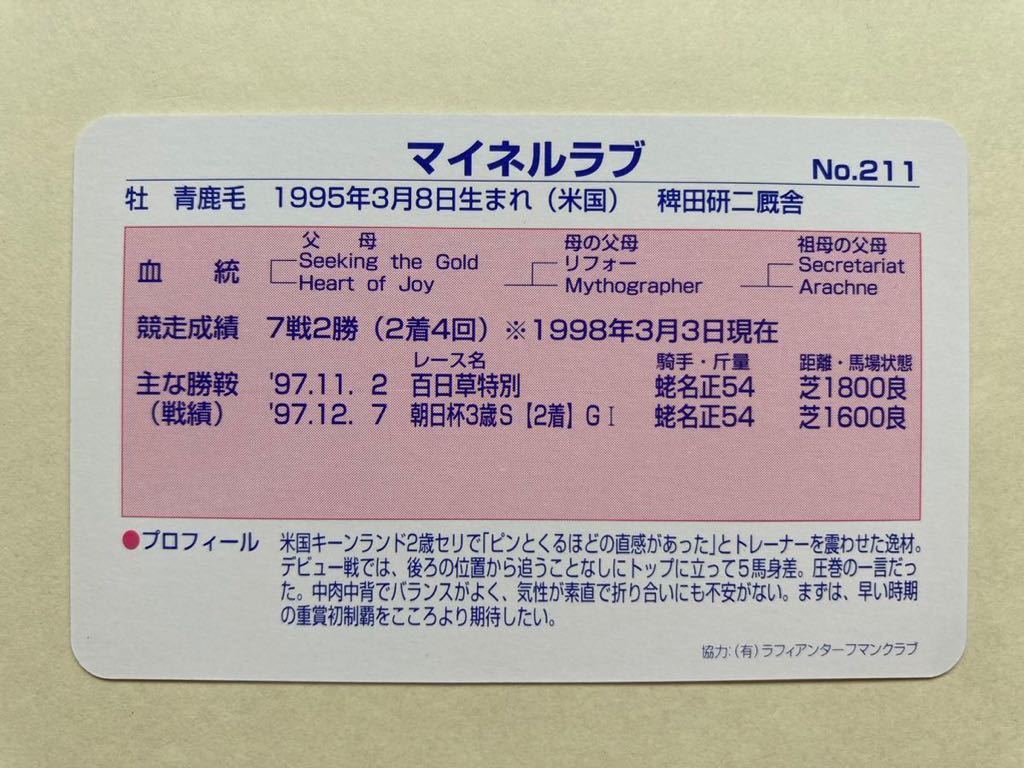 マイネルラブ No.211
牡 青鹿毛 1995年3月8日生まれ（米国） 稗田研二厩舎
父 母 母の父母 祖母の父母
血 統 Seeking the Gold リフォー Secretariat
Heart of Joy Mythographer Arachne
競走成績 7戦2勝（2着4回）※1998年3月3日現在
レース名 騎手・斤量 距離・馬場状態
主な勝鞍 '97.11. 2 百日草特別 蛯名正54 芝1800良
（戦績） '97.12. 7 朝日杯3歳S【2着】GⅠ 蛯名正54 芝1600良
●プロフィール 米国キーンランド2歳セリで「ピンとくるほどの直感があった」とトレーナーを震わせた逸材。
デビュー戦では、後ろの位置から追うことなしにトップに立って5馬身差。圧巻の一言だっ
た。中肉中背でバランスがよく、気性が素直で折り合いにも不安がない。まずは、早い時期
の重賞初制覇をこころより期待したい。
協力：（有）ラフィアンターフマンクラブ